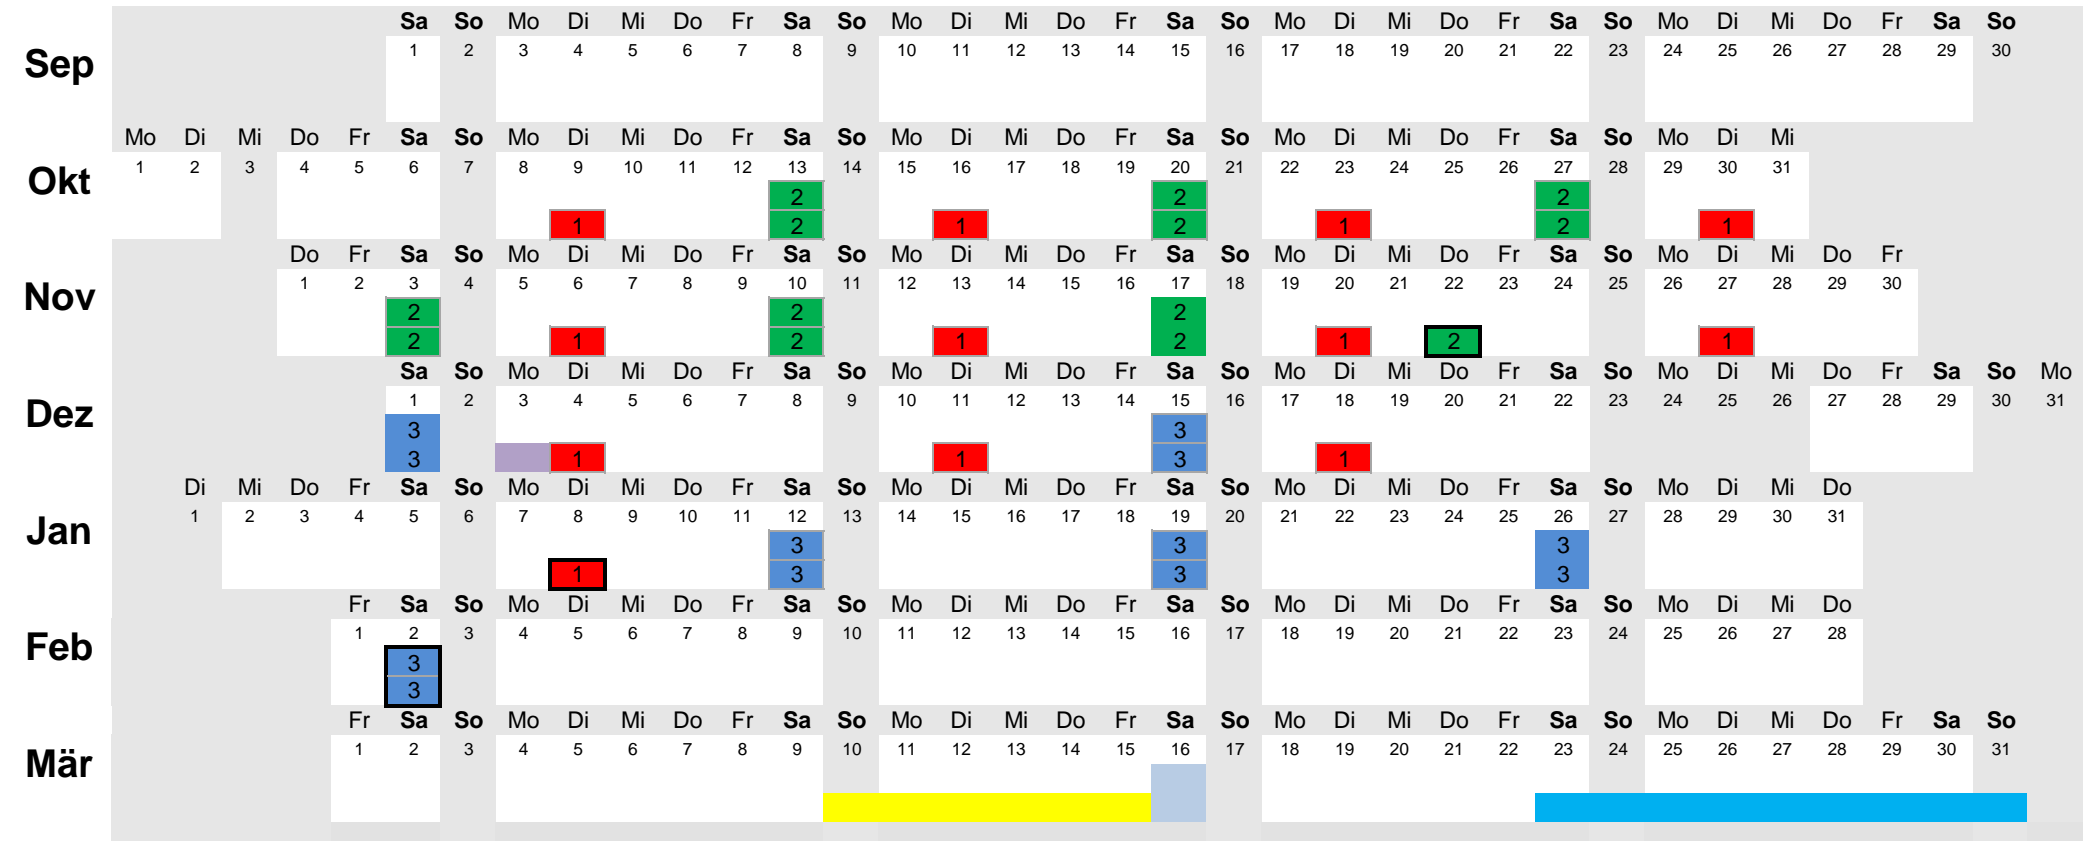 Sa So Mo Di Mi Do Fr Sa So Mo Di Mi Do Fr Sa So Mo Di Mi Do Fr Sa So Mo Di Mi Do Fr Sa So
Sep 1 2 3 4 5 6 7 8 9 10 11 12 13 14 15 16 17 18 19 20 21 22 23 24 25 26 27 28 29 30
Mo Di Mi Do Fr Sa So Mo Di Mi Do Fr Sa So Mo Di Mi Do Fr Sa So Mo Di Mi Do Fr Sa So Mo Di Mi
Okt 1 2 3 4 5 6 7 8 9 10 11 12 13 14 15 16 17 18 19 20 21 22 23 24 25 26 27 28 29 30 31
2 2 2
1 2 1 2 1 2 1
Do Fr Sa So Mo Di Mi Do Fr Sa So Mo Di Mi Do Fr Sa So Mo Di Mi Do Fr Sa So Mo Di Mi Do Fr
Nov 1 2 3 4 5 6 7 8 9 10 11 12 13 14 15 16 17 18 19 20 21 22 23 24 25 26 27 28 29 30
2 2 2
2 1 2 1 2 1 2 1
Sa So Mo Di Mi Do Fr Sa So Mo Di Mi Do Fr Sa So Mo Di Mi Do Fr Sa So Mo Di Mi Do Fr Sa So Mo
Dez 1 2 3 4 5 6 7 8 9 10 11 12 13 14 15 16 17 18 19 20 21 22 23 24 25 26 27 28 29 30 31
3 3
3 1 1 3 1
Di Mi Do Fr Sa So Mo Di Mi Do Fr Sa So Mo Di Mi Do Fr Sa So Mo Di Mi Do Fr Sa So Mo Di Mi Do
Jan 1 2 3 4 5 6 7 8 9 10 11 12 13 14 15 16 17 18 19 20 21 22 23 24 25 26 27 28 29 30 31
3 3 3
1 3 3 3
Fr Sa So Mo Di Mi Do Fr Sa So Mo Di Mi Do Fr Sa So Mo Di Mi Do Fr Sa So Mo Di Mi Do
Feb 1 2 3 4 5 6 7 8 9 10 11 12 13 14 15 16 17 18 19 20 21 22 23 24 25 26 27 28
3
3
Fr Sa So Mo Di Mi Do Fr Sa So Mo Di Mi Do Fr Sa So Mo Di Mi Do Fr Sa So Mo Di Mi Do Fr Sa So
Mär 1 2 3 4 5 6 7 8 9 10 11 12 13 14 15 16 17 18 19 20 21 22 23 24 25 26 27 28 29 30 31